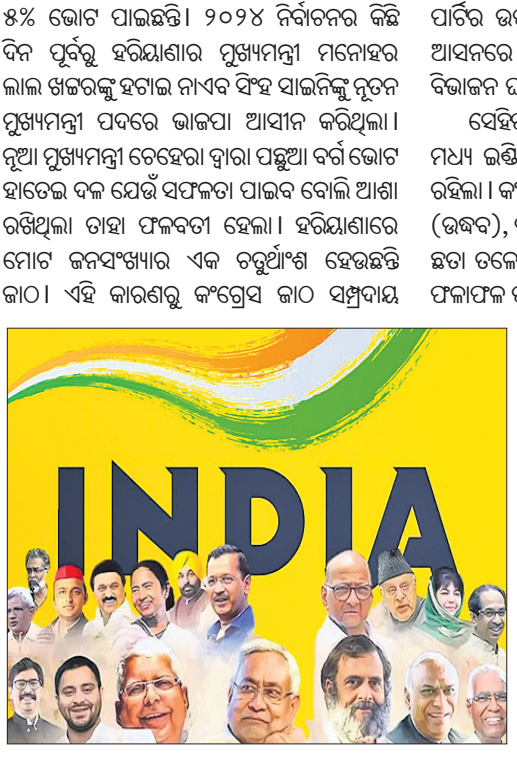 ୫% ଭୋଟ ପାଇଛନ୍ତି। ୨୦୨୪ ନିର୍ବାଚନର କିଛି
ଦିନ ପୂର୍ବରୁ ହରିୟାଣାର ମୁଖ୍ୟମନ୍ତ୍ରୀ ମନୋହର
ଲାଲ ଖଟ୍ଟରଙ୍କୁ ହଟାଇ ନାଏବ ସିଂହ ସାଇନିଙ୍କୁ ନୂତନ
ମୁଖ୍ୟମନ୍ତ୍ରୀ ପଦରେ ଭାଜପା ଆସୀନ କରିଥିଲା।
ନୂଆ ମୁଖ୍ୟମନ୍ତ୍ରୀ ଚେହେରା ଦ୍ୱାରା ପଛୁଆ ବର୍ଗ ଭୋଟ
ହାତେଇ ଦଳ ଯେଉଁ ସଫଳତା ପାଇବ ବୋଲି ଆଶା
ରଖିଥିଲା ତାହା ଫଳବତୀ ହେଲା। ହରିୟାଣାରେ
ମୋଟ ଜନସଂଖ୍ୟାର ଏକ ଚତୁର୍ଥାଂଶ ହେଉଛନ୍ତି
ଜାଠ। ଏହି କାରଣରୁ କଂଗ୍ରେସ ଜାଠ ସମ୍ପ୍ରଦାୟ
INDIA
ପାର୍ଟିର
ଆସନରେ
ବିଭାଜନ
ମଧ୍ୟ
ରହିଲା।
(ଉଦ୍ଧବ),
ଛତା ତଳେ
ଫଳାଫଳ